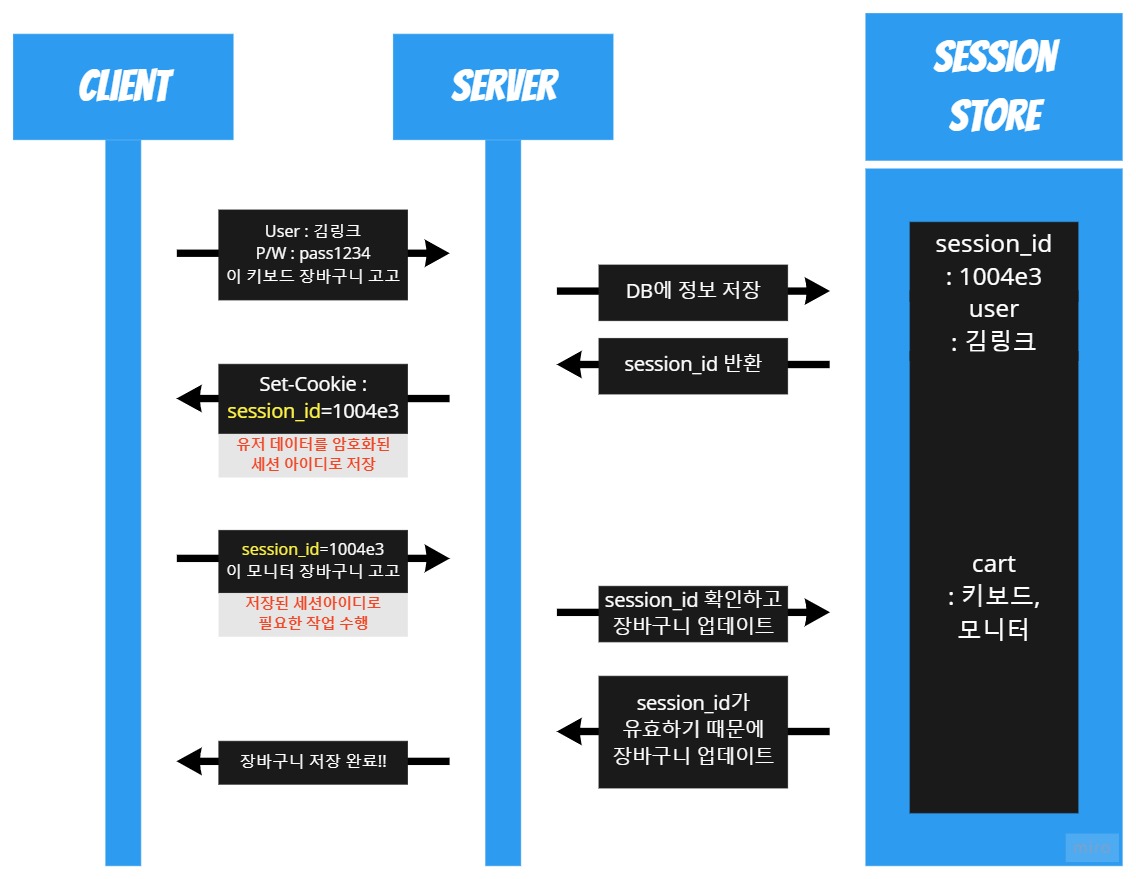 CLIENT
SERVER
SESSION
STORE
User : 김링크
P/W : pass1234
이 키보드 장바구니 고고
DB에 정보 저장
session_id 반환
Set-Cookie :
session_id=1004e3
유저 데이터를 암호화된
세션 아이디로 저장
session_id=1004e3
이 모니터 장바구니 고고
저장된 세션아이디로
필요한 작업 수행
session_id 확인하고
장바구니 업데이트
session_id가
유효하기 때문에
장바구니 업데이트
장바구니 저장 완료!!
session_id
: 1004e3
user
: 김링크
cart
: 키보드,
모니터
miro